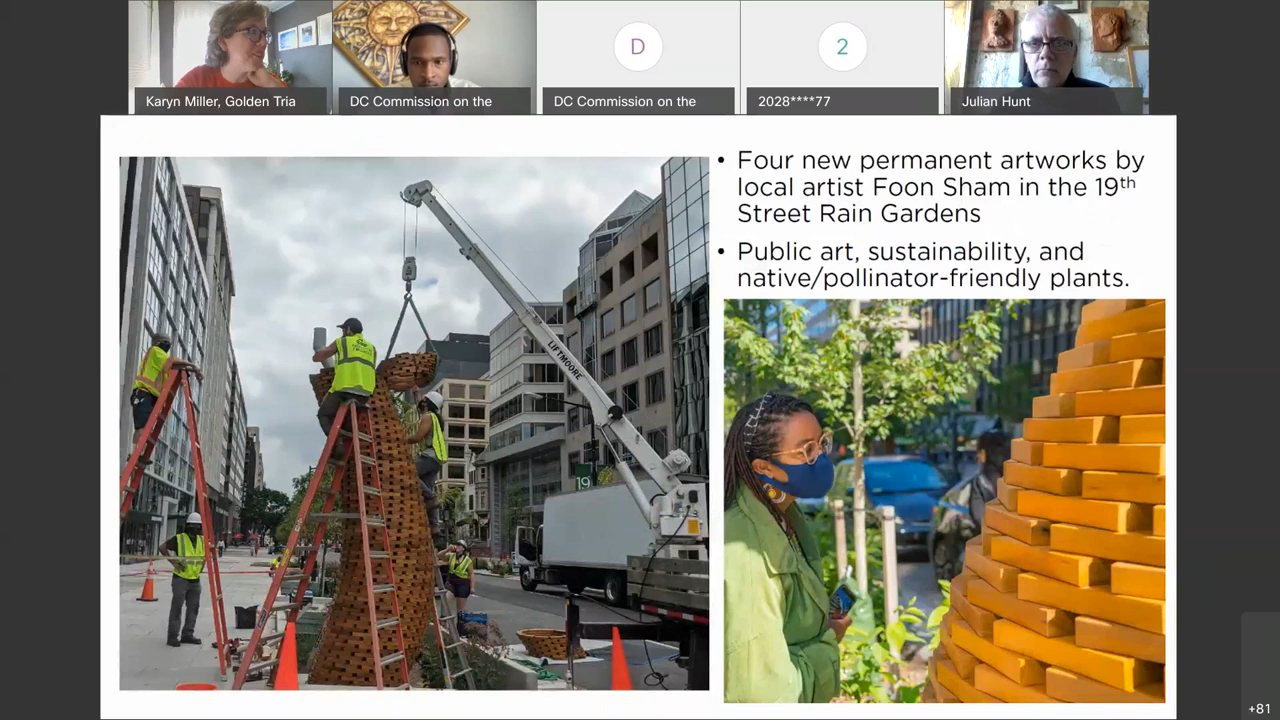 D
2
Karyn Miller, Golden Tria
DC Commission on the
DC Commission on the
2028****77
Julian Hunt
• Four new permanent artworks by
local artist Foon Sham in the 19th
Street Rain Gardens
• Public art, sustainability, and
native/pollinator-friendly plants.
LIFTMOORE
19
+81